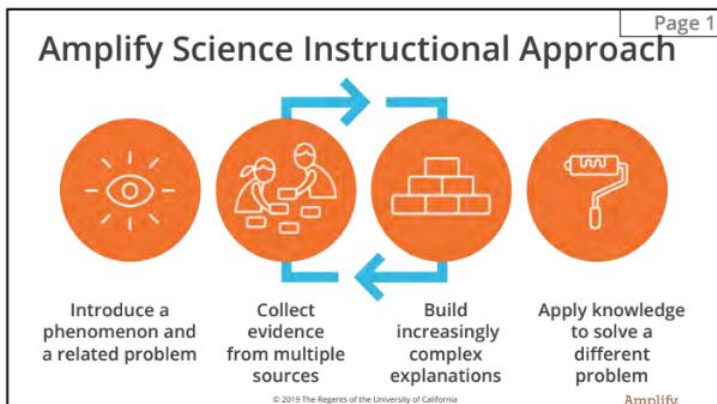 Page 1
Amplify Science Instructional Approach
Introduce a
phenomenon and
a related problem
Collect
evidence
from multiple
sources
Build
increasingly
complex
explanations
Apply knowledge
to solve a
different
problem
© 2019 The Regents of the University of California
Amplify.